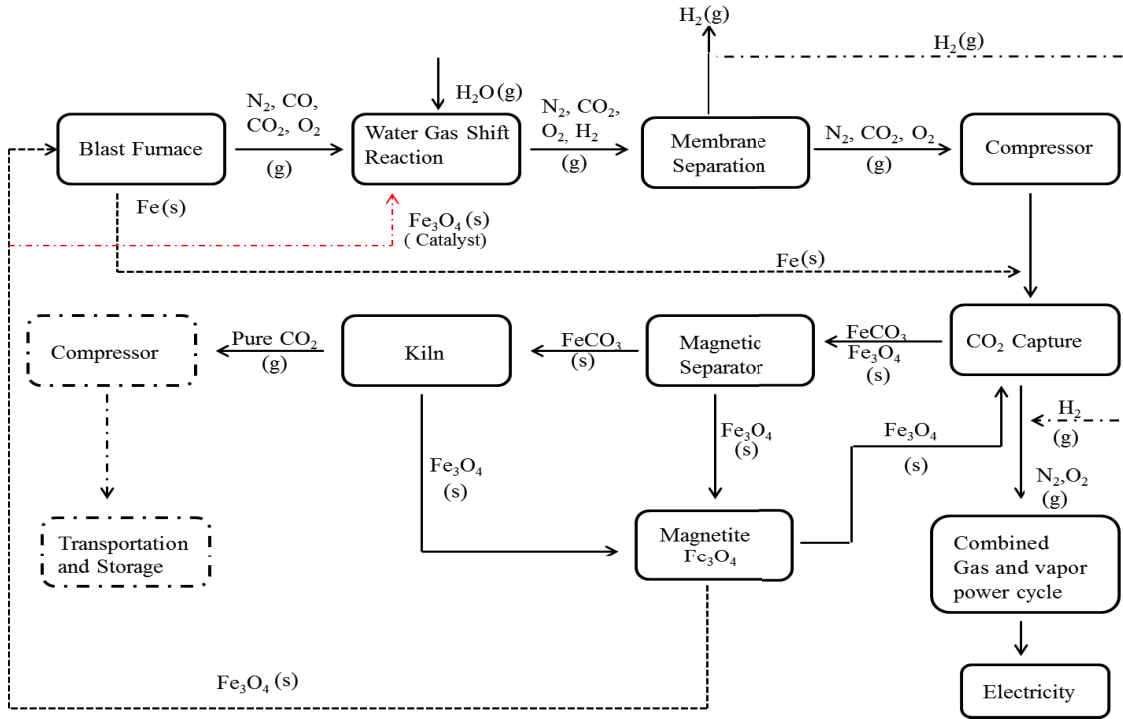 H₂(g)
H₂(g)
H₂O(g)
N₂, CO,
CO₂, O₂
(g)
N₂, CO₂,
O₂, H₂
(g)
N₂, CO₂, O₂
(g)
Blast Furnace
Water Gas Shift
Reaction
Membrane
Separation
Compressor
Fe(s)
Fe₃O₄(s)
( Catalyst)
Fe(s)
Compressor
Pure CO₂
(g)
Kiln
FeCO₃
(s)
Magnetic
Separator
FeCO₃
Fe₃O₄
(s)
CO₂ Capture
Fe₃O₄
(s)
Fe₃O₄
(s)
Fe₃O₄
(s)
H₂
(g)
N₂,O₂
(g)
Transportation
and Storage
Magnetite
Fe₃O₄
Combined
Gas and vapor
power cycle
Fe₃O₄(s)
Electricity